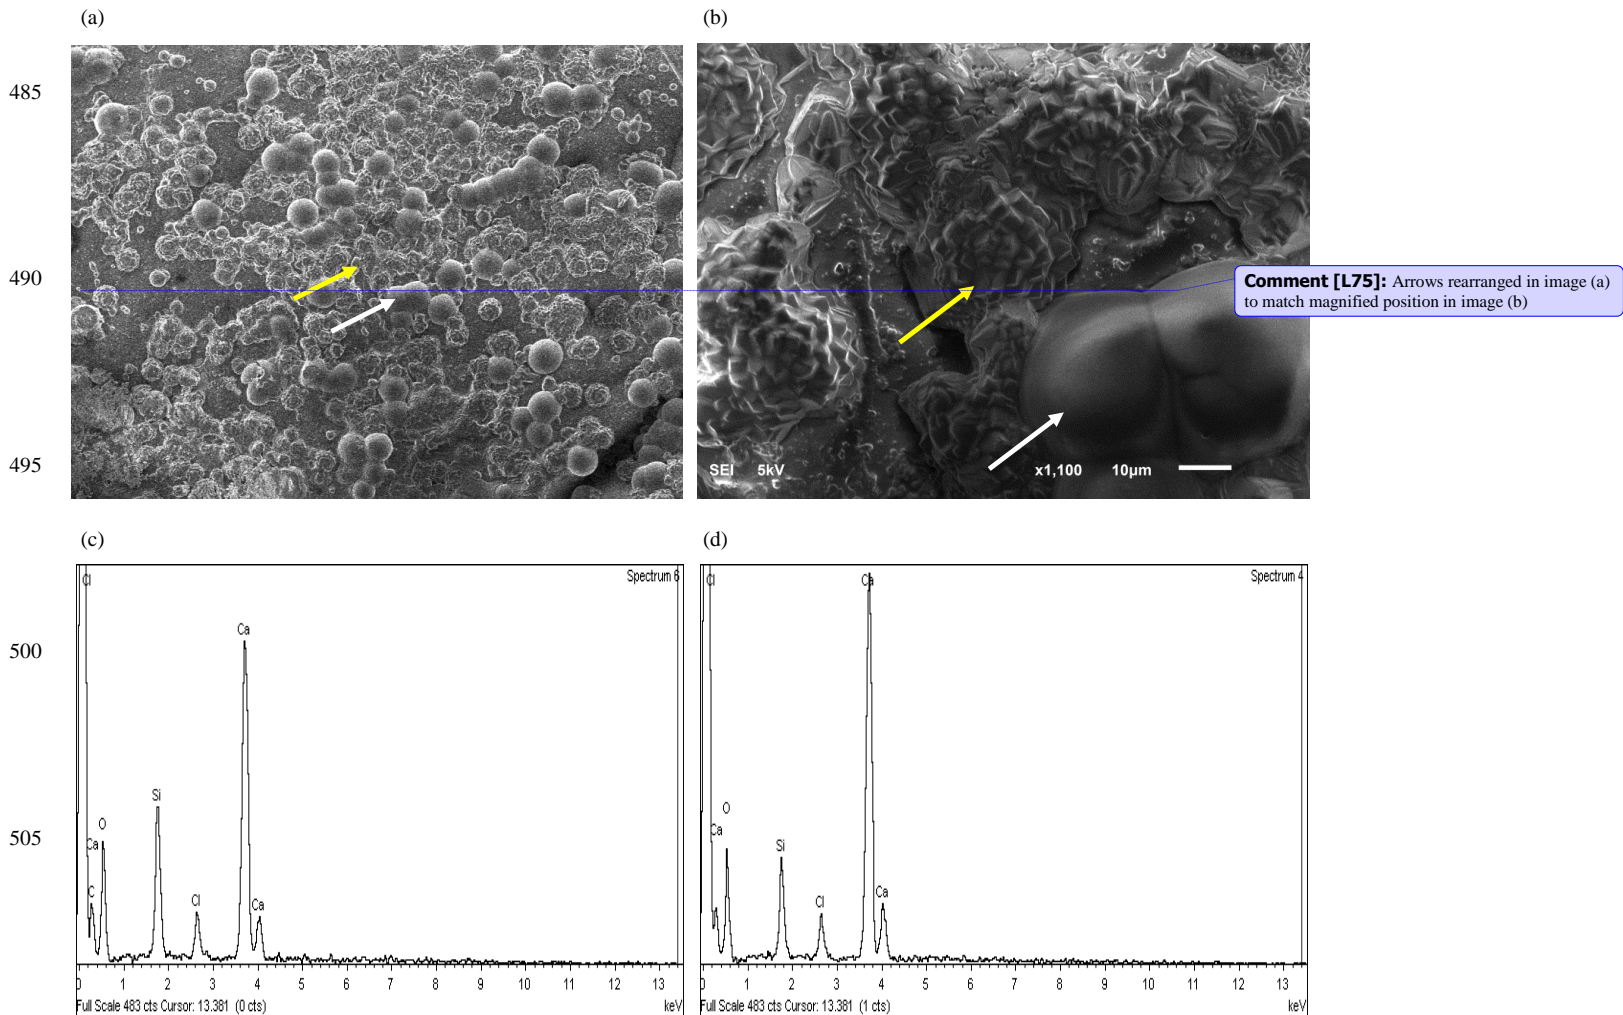 (a)
(b)
485
490
495
SEI 5kV x1,100 10µm
Comment [L75]: Arrows rearranged in image (a)
to match magnified position in image (b)
(c)
(d)
500
505
Spectrum 6
Cl
Ca
Si
O
Ca
C
Cl
Ca
1 2 3 4 5 6 7 8 9 10 11 12 13
Full Scale 483 cts Cursor: 13.381 (0 cts) keV
Spectrum 4
Cl
Ca
O
Ca
Si
Cl
Ca
0 1 2 3 4 5 6 7 8 9 10 11 12 13
Full Scale 483 cts Cursor: 13.381 (1 cts) keV